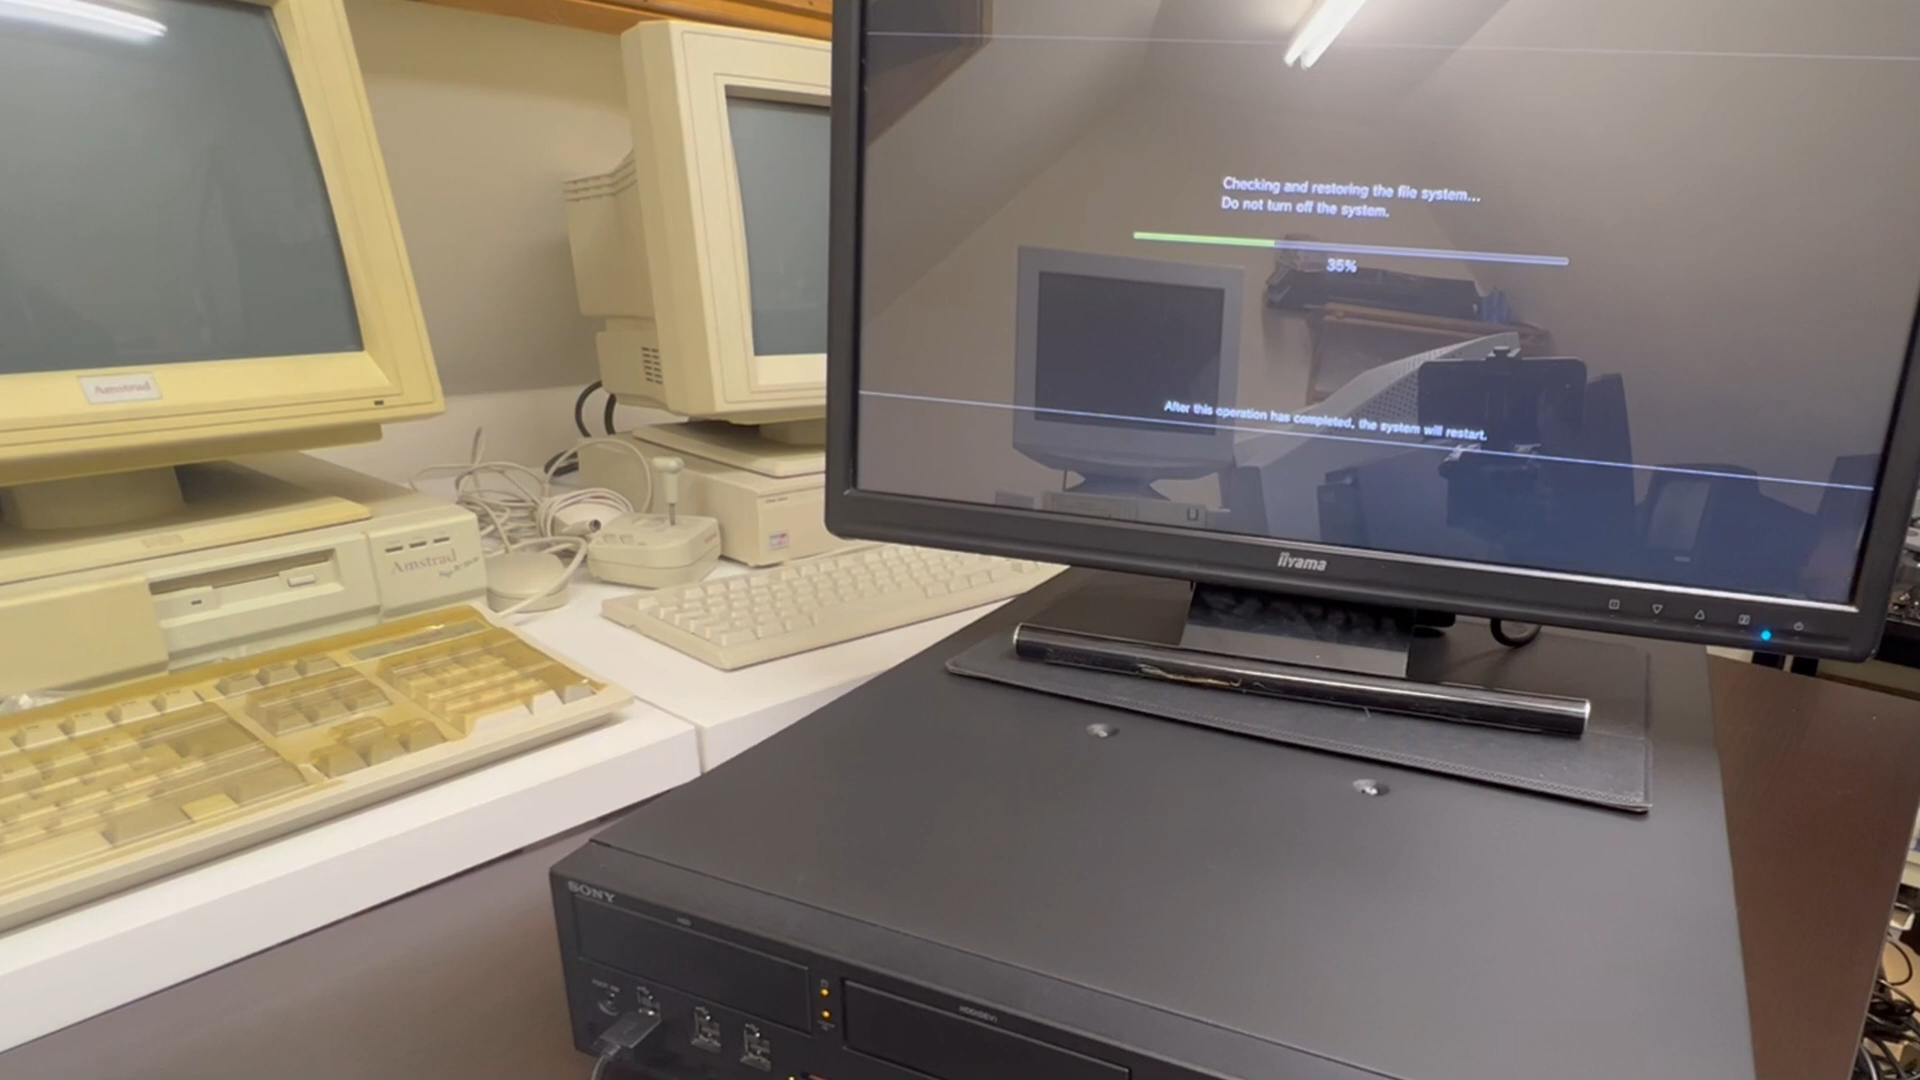 Checking and restoring the file system...
Do not turn off the system.
35%
After this operation has completed, the system will restart.
iiyama
Amstrad
Amstrad
SONY